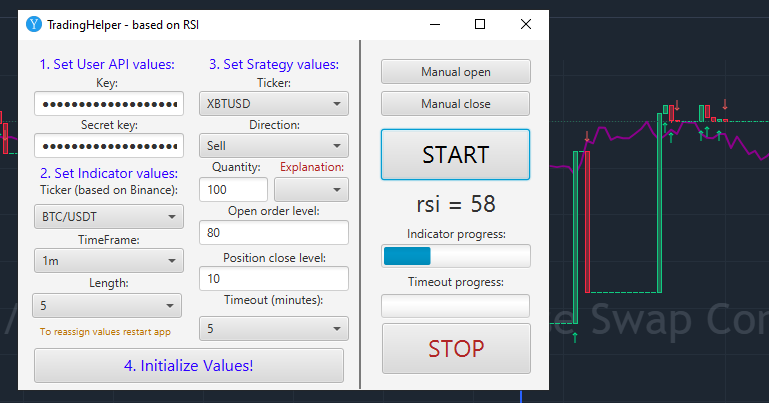 TradingHelper - based on RSI
1. Set User API values:
Key:
Secret key:
2. Set Indicator values:
Ticker (based on Binance):
BTC/USDT
TimeFrame:
1m
Length:
5
To reassign values restart app
3. Set Srategy values:
Ticker:
XBTUSD
Direction:
Sell
Quantity: Explanation:
100
Open order level:
80
Position close level:
10
Timeout (minutes):
5
4. Initialize Values!
Manual open
Manual close
START
rsi = 58
Indicator progress:
Timeout progress:
STOP
e Swap Con